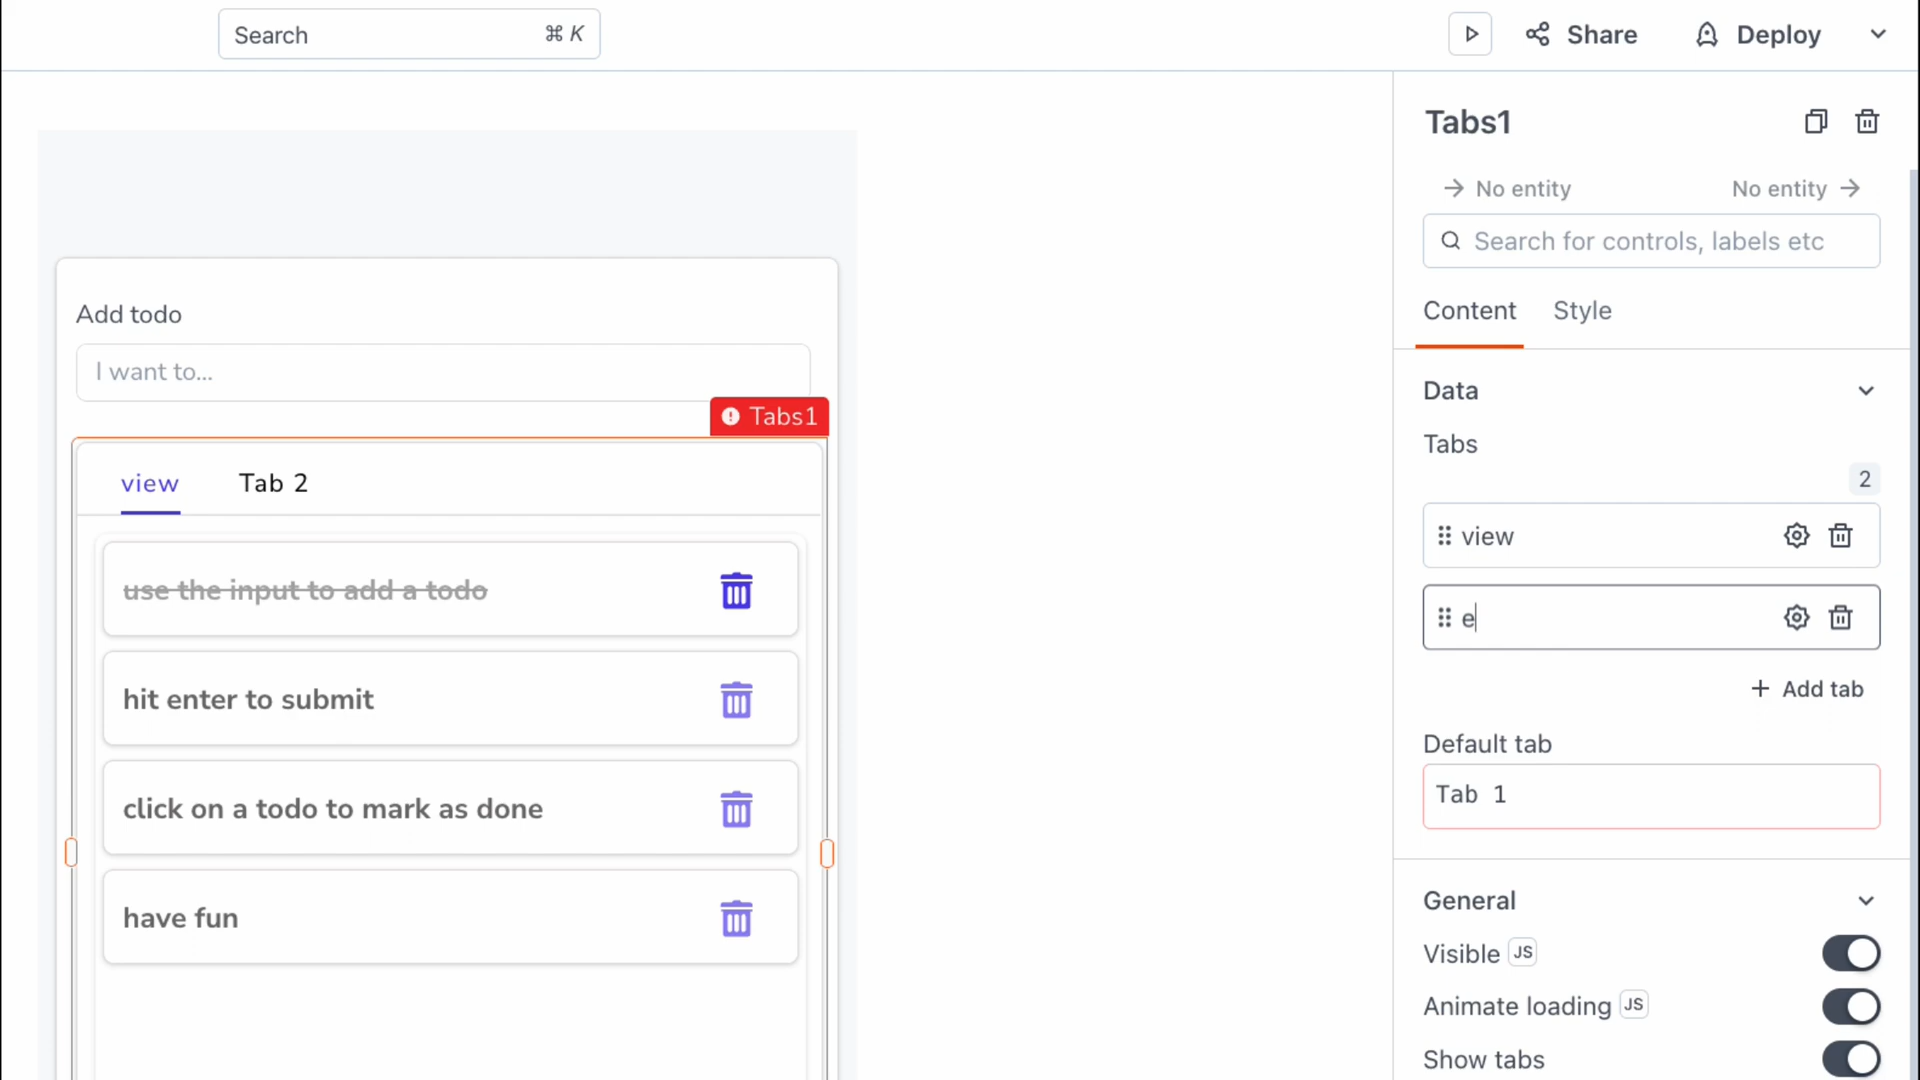 Search ⌘ K
Share
Deploy
Tabs1
No entity
No entity
Search for controls, labels etc
Content
Style
Data
Tabs
2
view
e
+ Add tab
Default tab
Tab 1
General
Visible JS
Animate loading JS
Show tabs
Add todo
I want to...
Tabs1
view
Tab 2
use the input to add a todo
hit enter to submit
click on a todo to mark as done
have fun